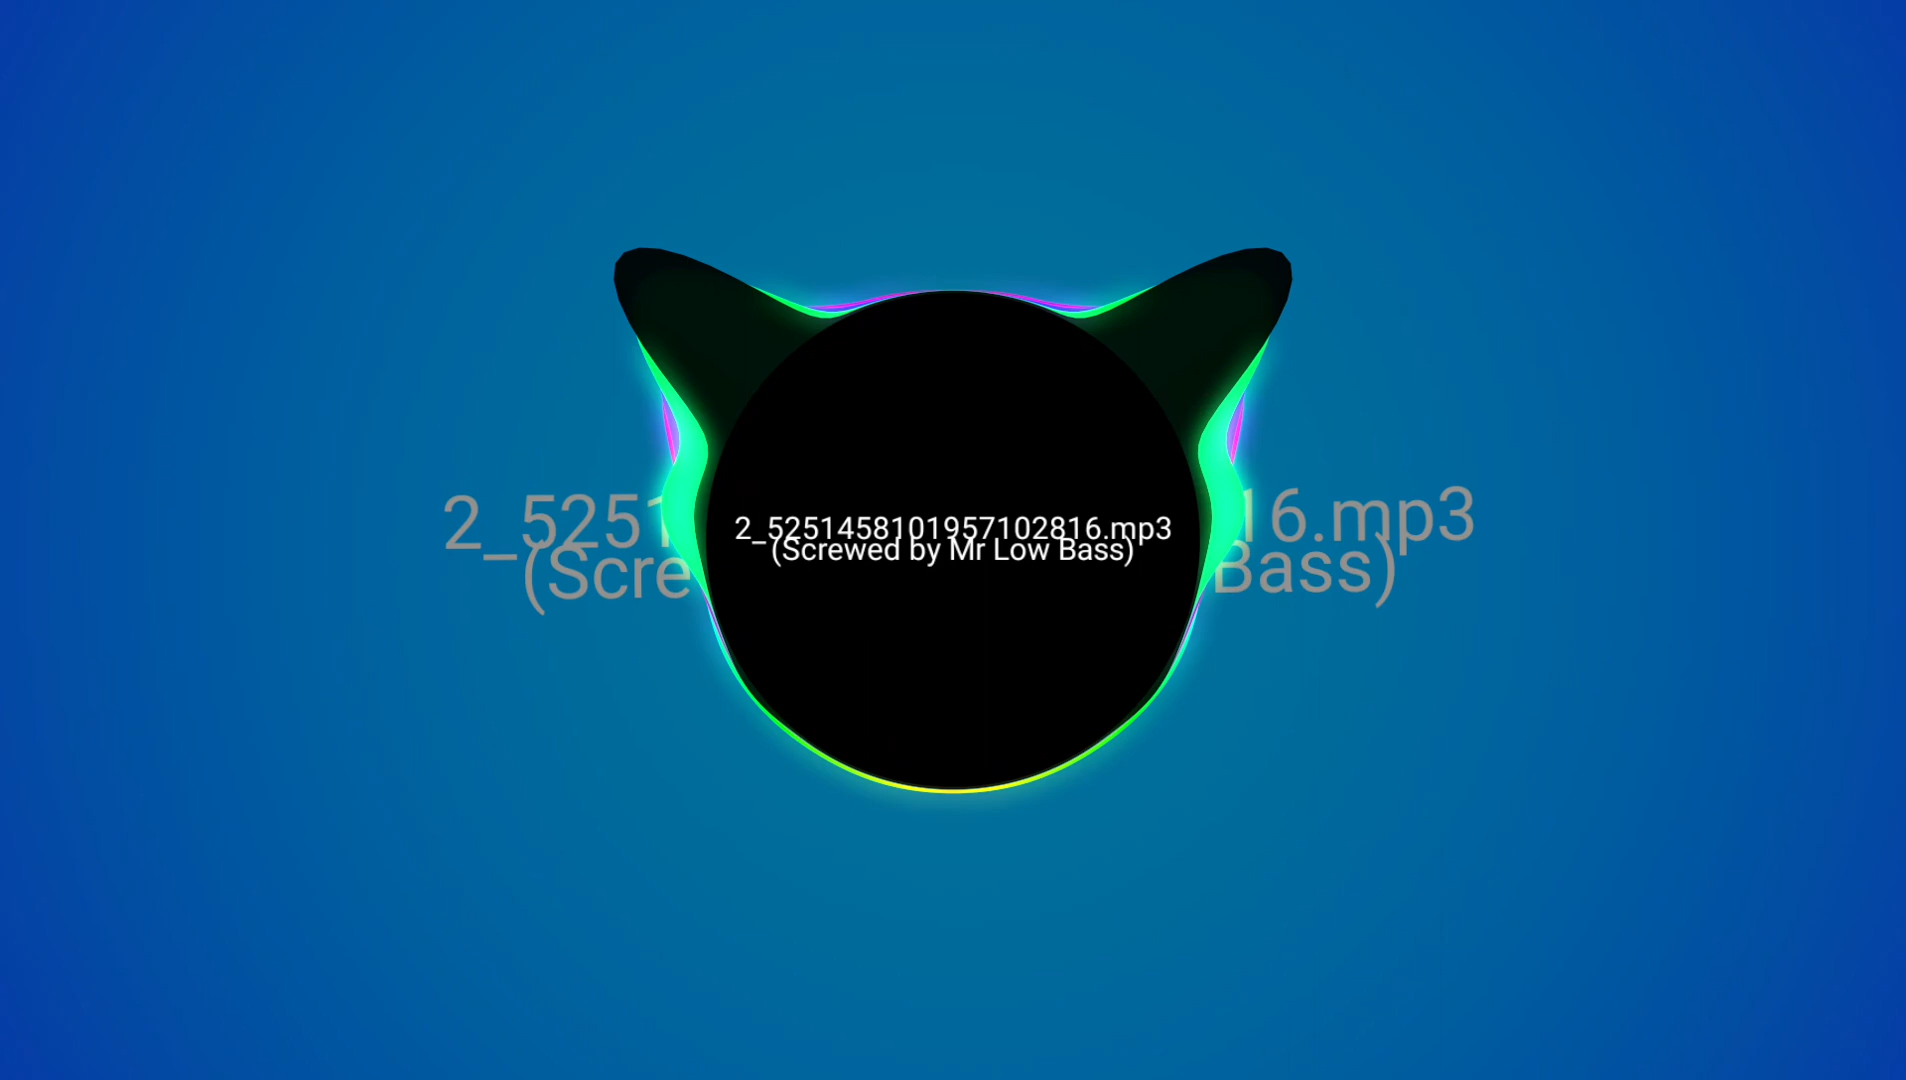 2_5251458101957102816.mp3
(Screwed by Mr Low Bass)
2_5251 16.mp3
(Scre Bass)